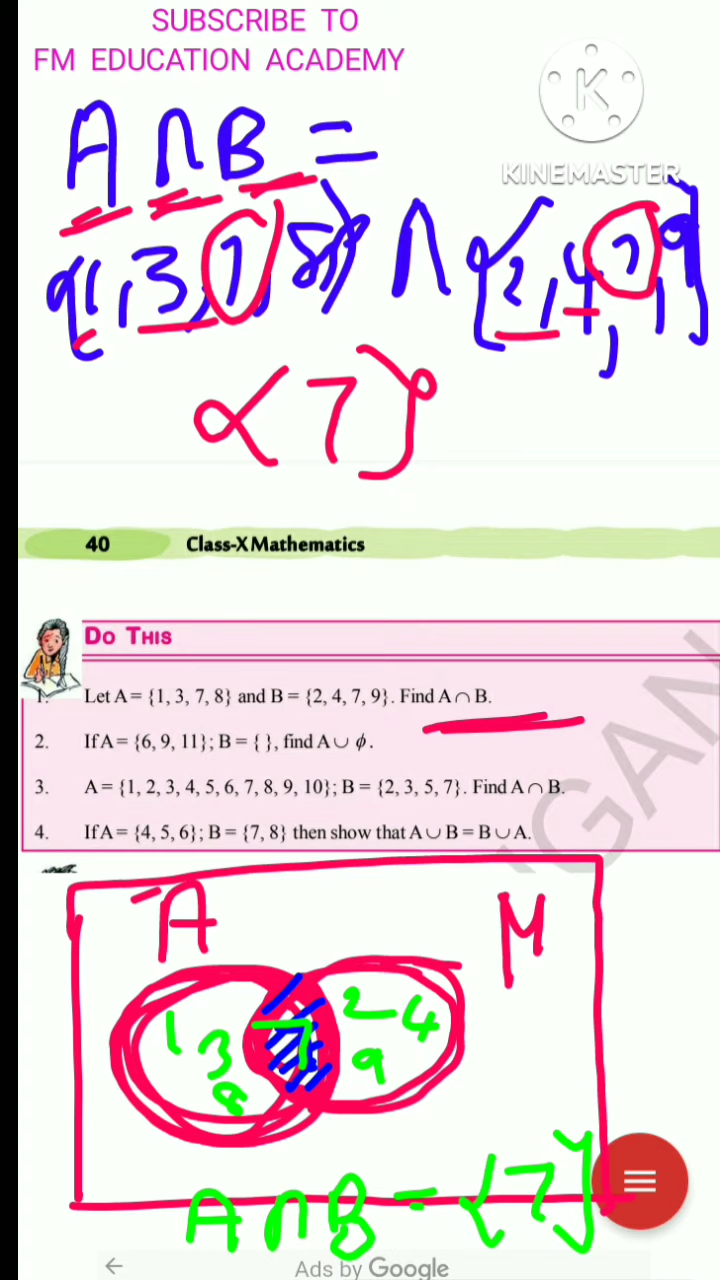 SUBSCRIBE TO
FM EDUCATION ACADEMY
KINEMASTER
A ∩ B =
{1, 3, 7, 8} ∩ {2, 4, 7, 9}
{7}
40 Class-X Mathematics
DO THIS
1. Let A = {1, 3, 7, 8} and B = {2, 4, 7, 9}. Find A ∩ B.
2. If A = {6, 9, 11}; B = { }, find A ∪ ϕ.
3. A = {1, 2, 3, 4, 5, 6, 7, 8, 9, 10}; B = {2, 3, 5, 7}. Find A ∩ B.
4. If A = {4, 5, 6}; B = {7, 8} then show that A ∪ B = B ∪ A.
A
1 3 8 7 2 4 9
A ∩ B = {7}
Ads by Google